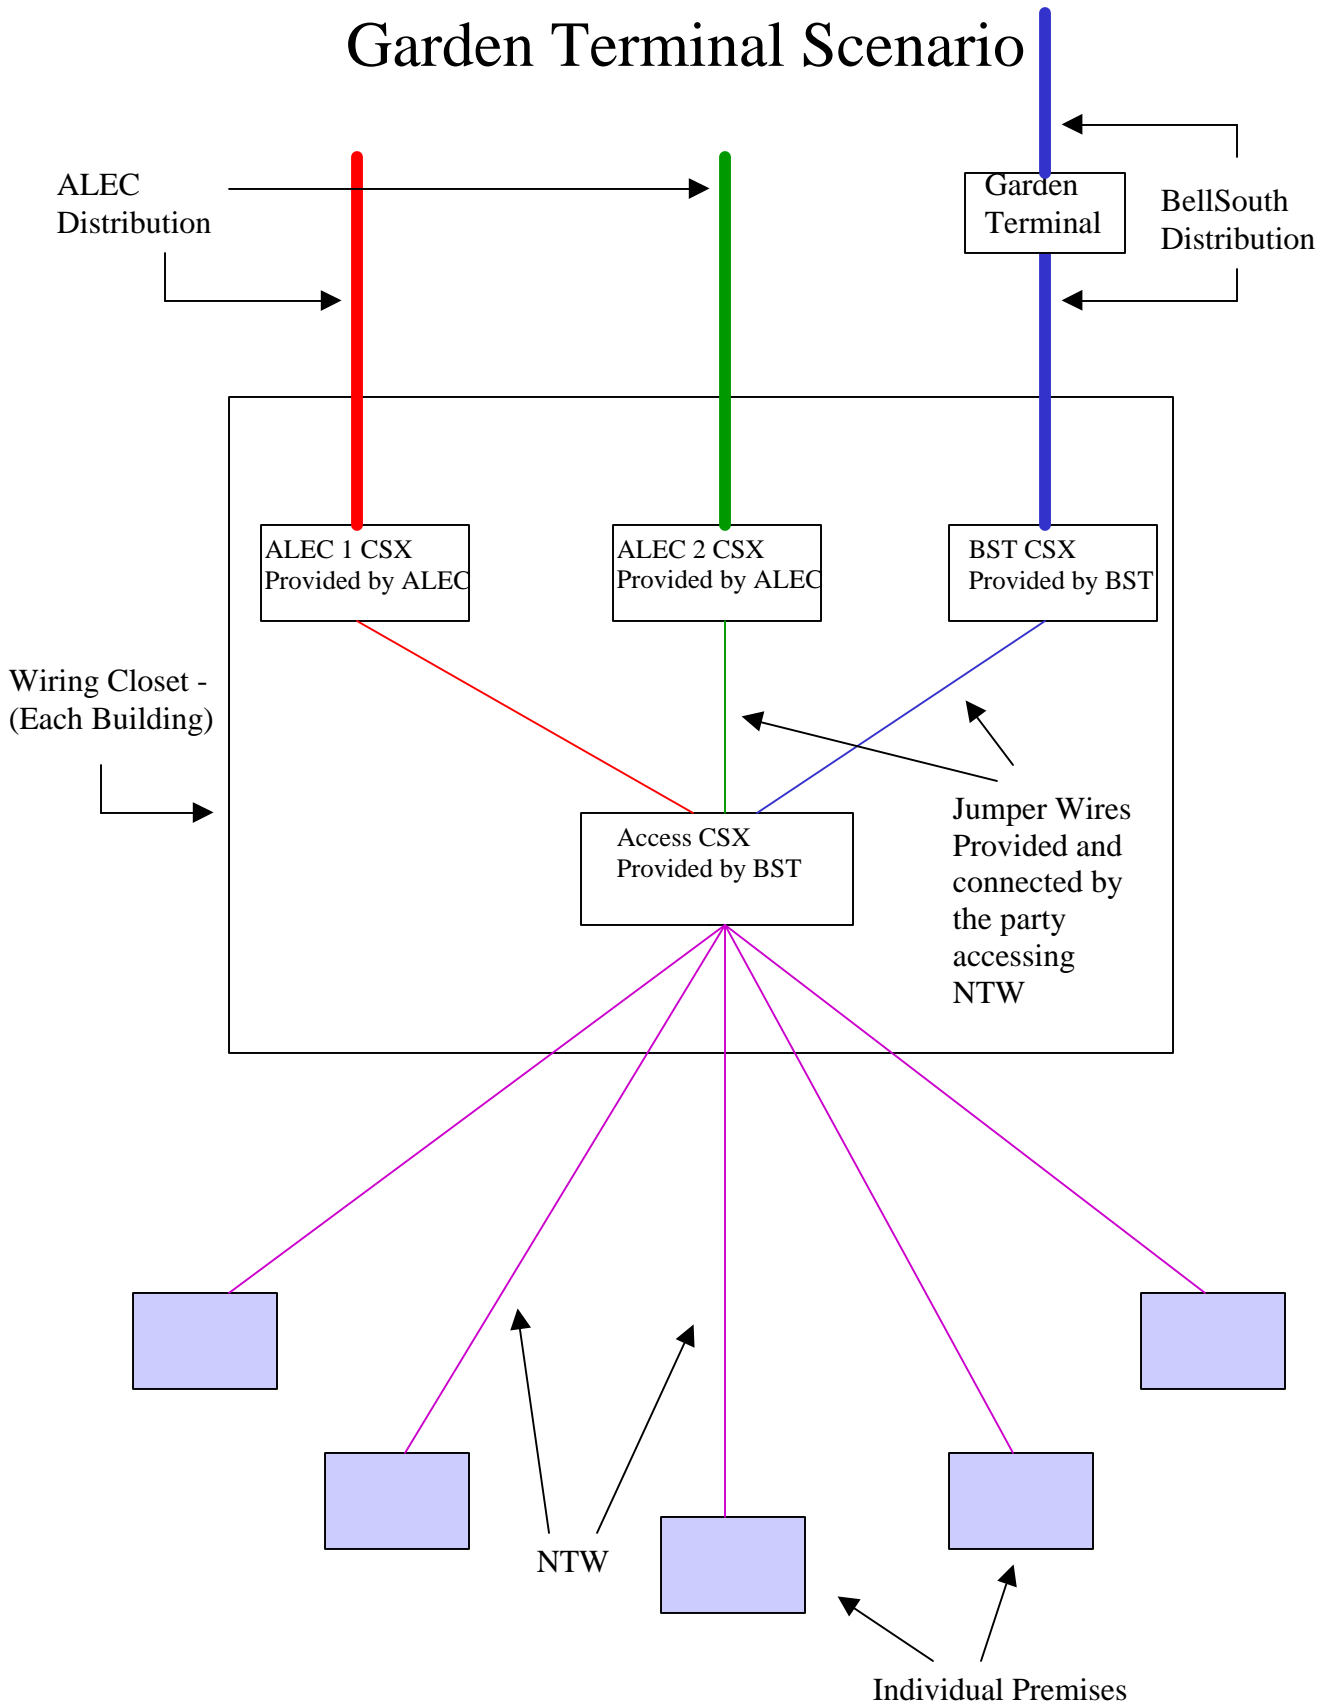 Garden Terminal Scenario
ALEC
Distribution
Garden
Terminal
BellSouth
Distribution
ALEC 1 CSX
Provided by ALEC
ALEC 2 CSX
Provided by ALEC
BST CSX
Provided by BST
Wiring Closet -
(Each Building)
Access CSX
Provided by BST
Jumper Wires
Provided and
connected by
the party
accessing
NTW
NTW
Individual Premises